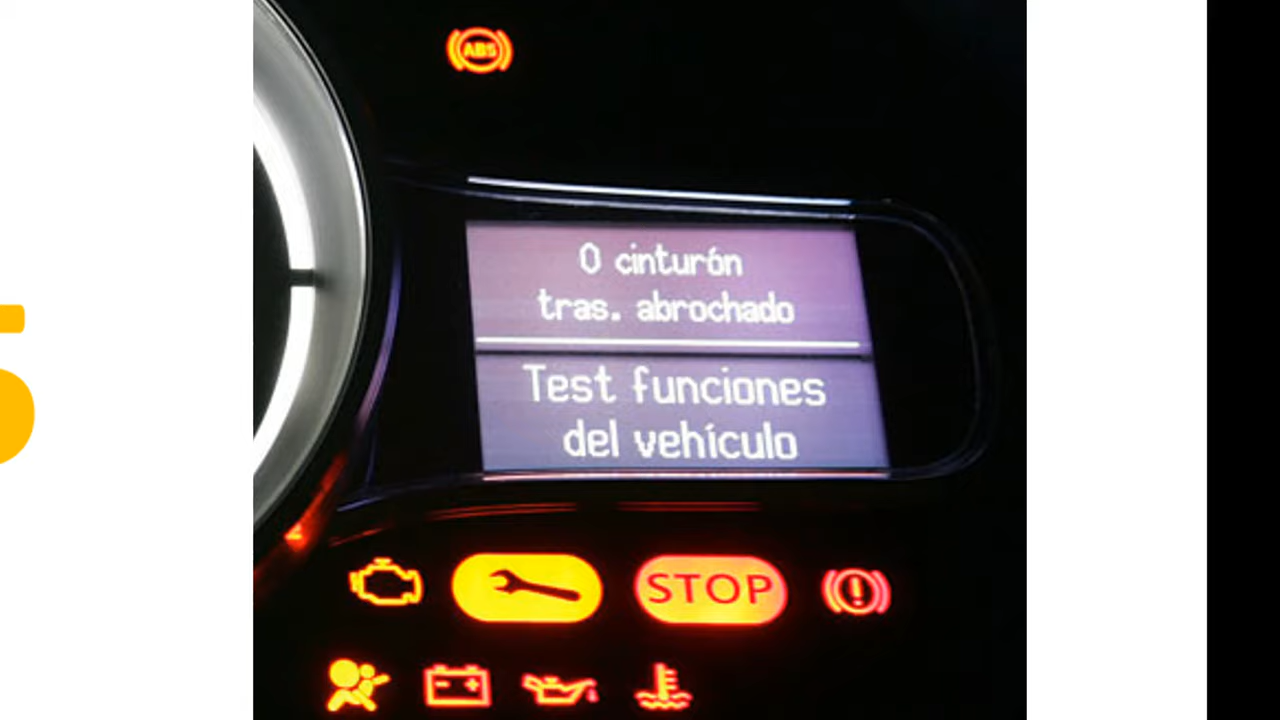 ABS
0 cinturón
tras. abrochado
Test funciones
del vehículo
STOP